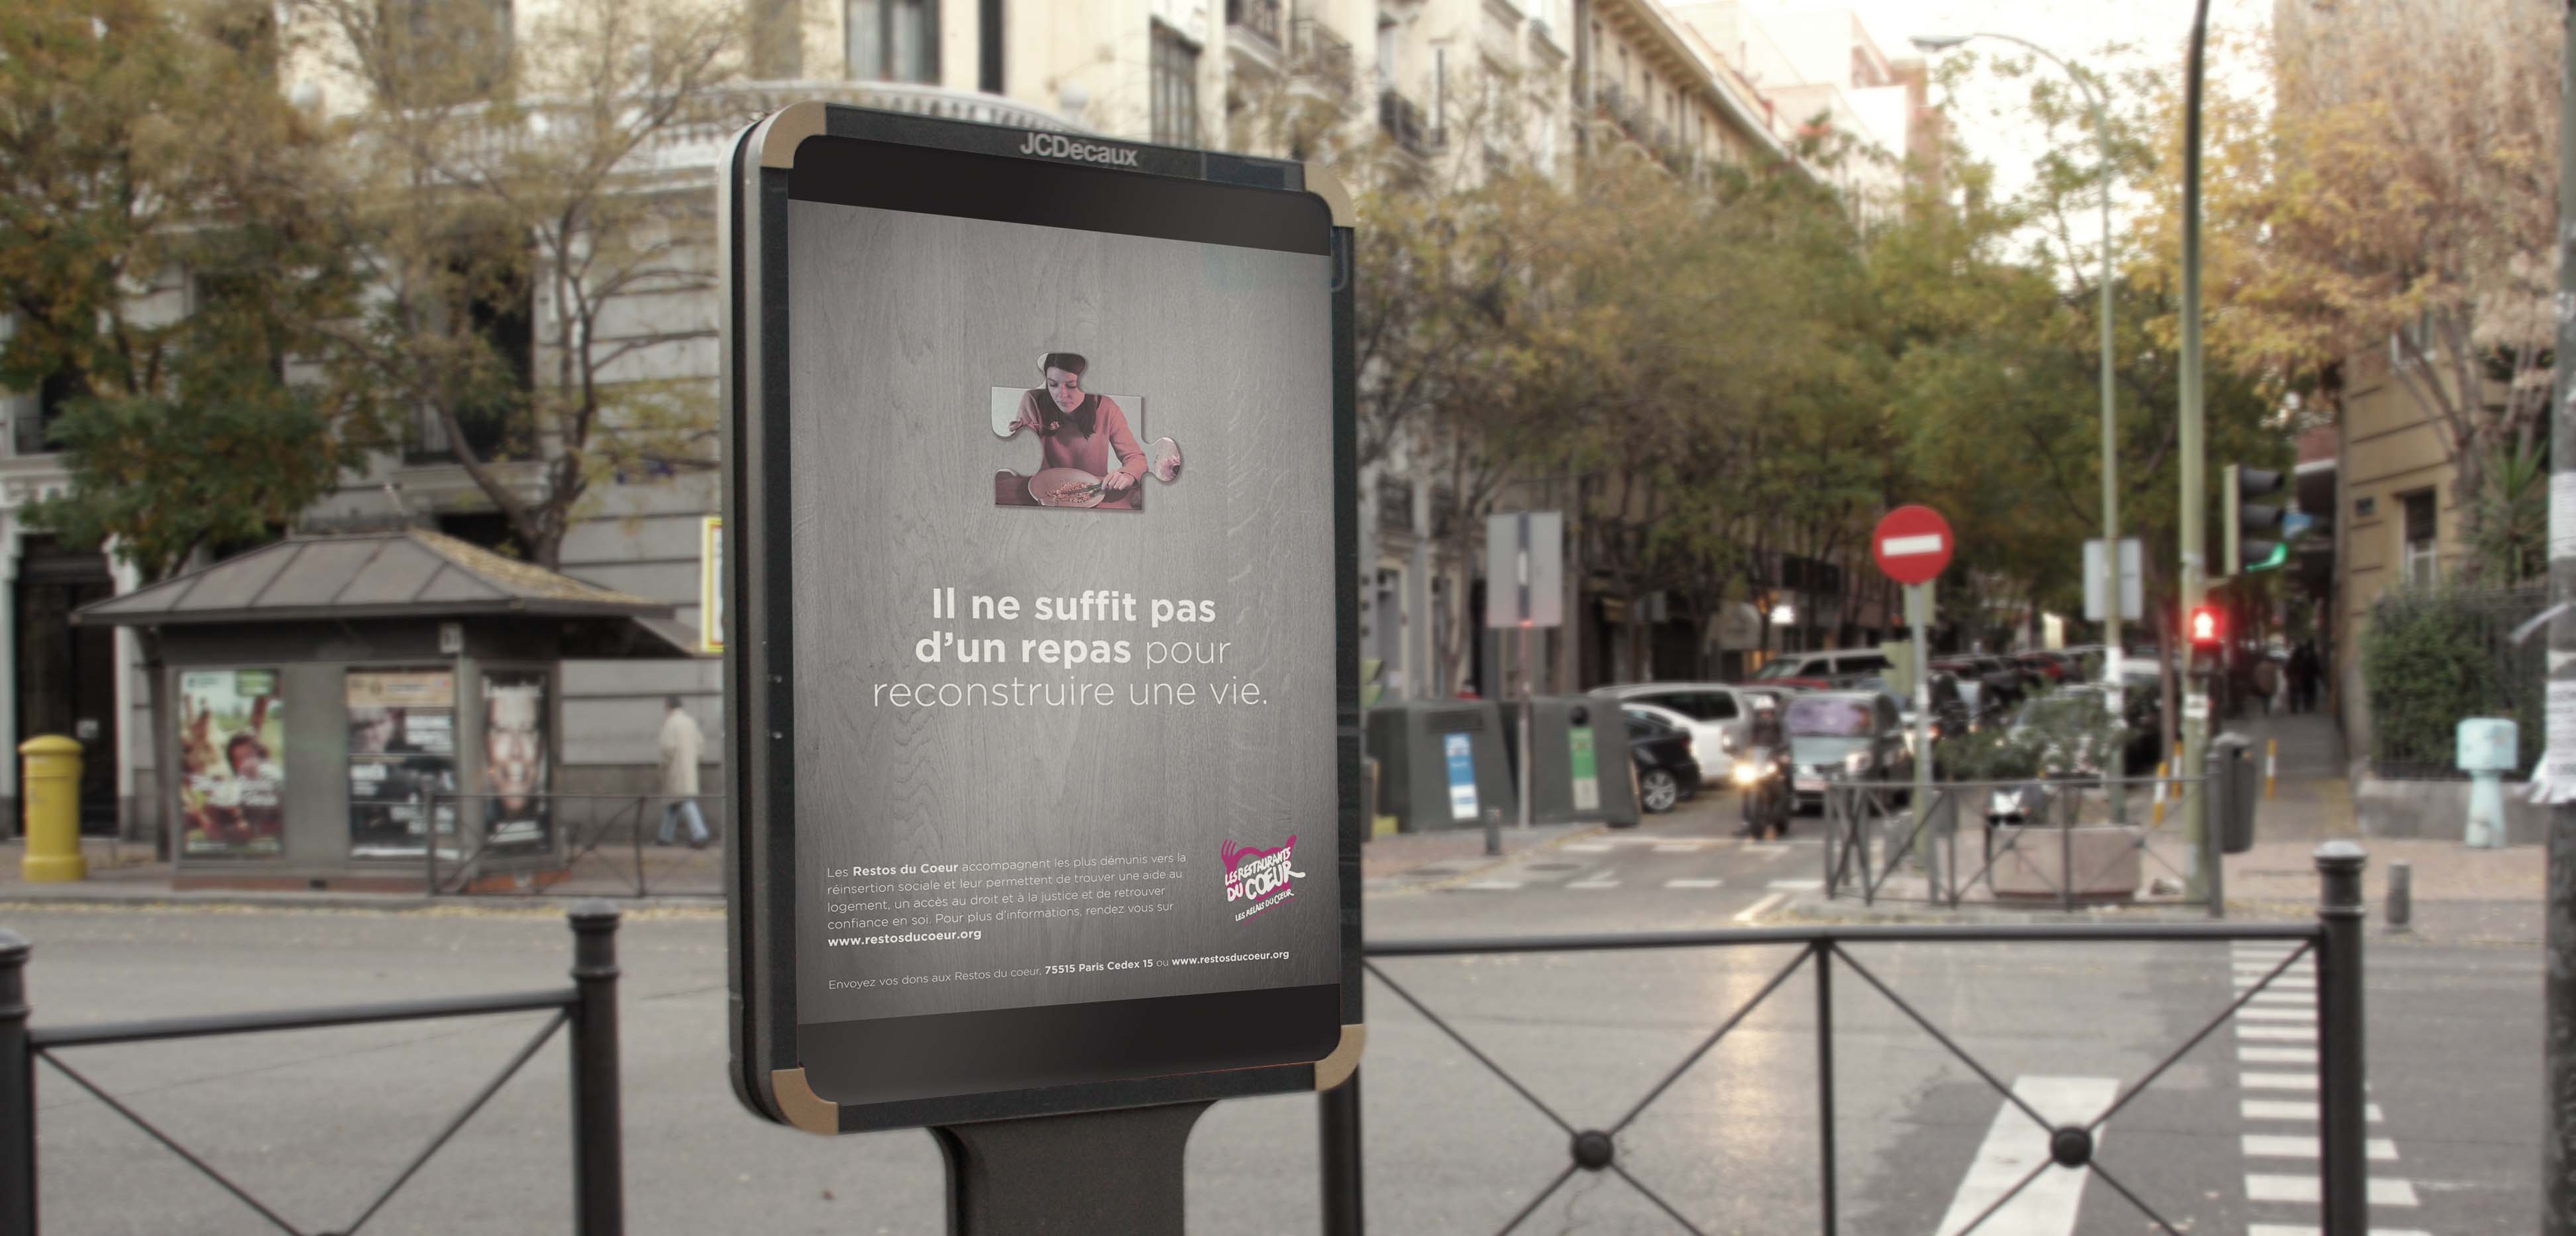 JCDecaux
Il ne suffit pas
d'un repas pour
reconstruire une vie.
Les Restos du Coeur accompagnent les plus démunis vers la
réinsertion sociale et leur permettent de trouver une aide au
logement, un accès au droit et à la justice et de retrouver
confiance en soi. Pour plus d'informations, rendez vous sur
www.restosducoeur.org
LES RESTAURANTS
DU COEUR
LES RELAIS DU COEUR
Envoyez vos dons aux Restos du coeur, 75515 Paris Cedex 15 ou www.restosducoeur.org